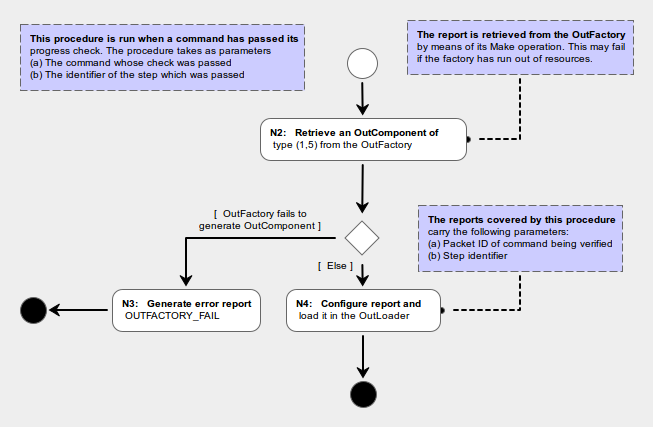 This procedure is run when a command has passed its
progress check. The procedure takes as parameters
(a) The command whose check was passed
(b) The identifier of the step which was passed
The report is retrieved from the OutFactory
by means of its Make operation. This may fail
if the factory has run out of resources.
N2: Retrieve an OutComponent of
type (1,5) from the OutFactory
[ OutFactory fails to
generate OutComponent ]
The reports covered by this procedure
carry the following parameters:
(a) Packet ID of command being verified
(b) Step identifier
[ Else ]
N3: Generate error report
OUTFACTORY_FAIL
N4: Configure report and
load it in the OutLoader